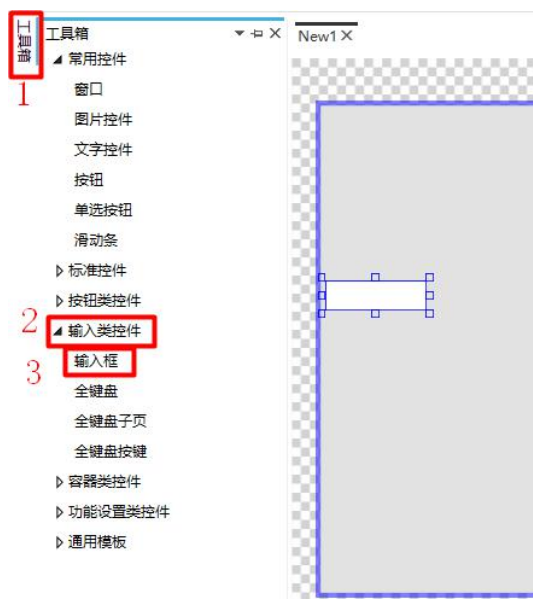 工具箱
工具箱
New1
常用控件
窗口
图片控件
文字控件
按钮
单选按钮
滑动条
标准控件
按钮类控件
输入类控件
输入框
全键盘
全键盘子页
全键盘按键
容器类控件
功能设置类控件
通用模板
1
2
3